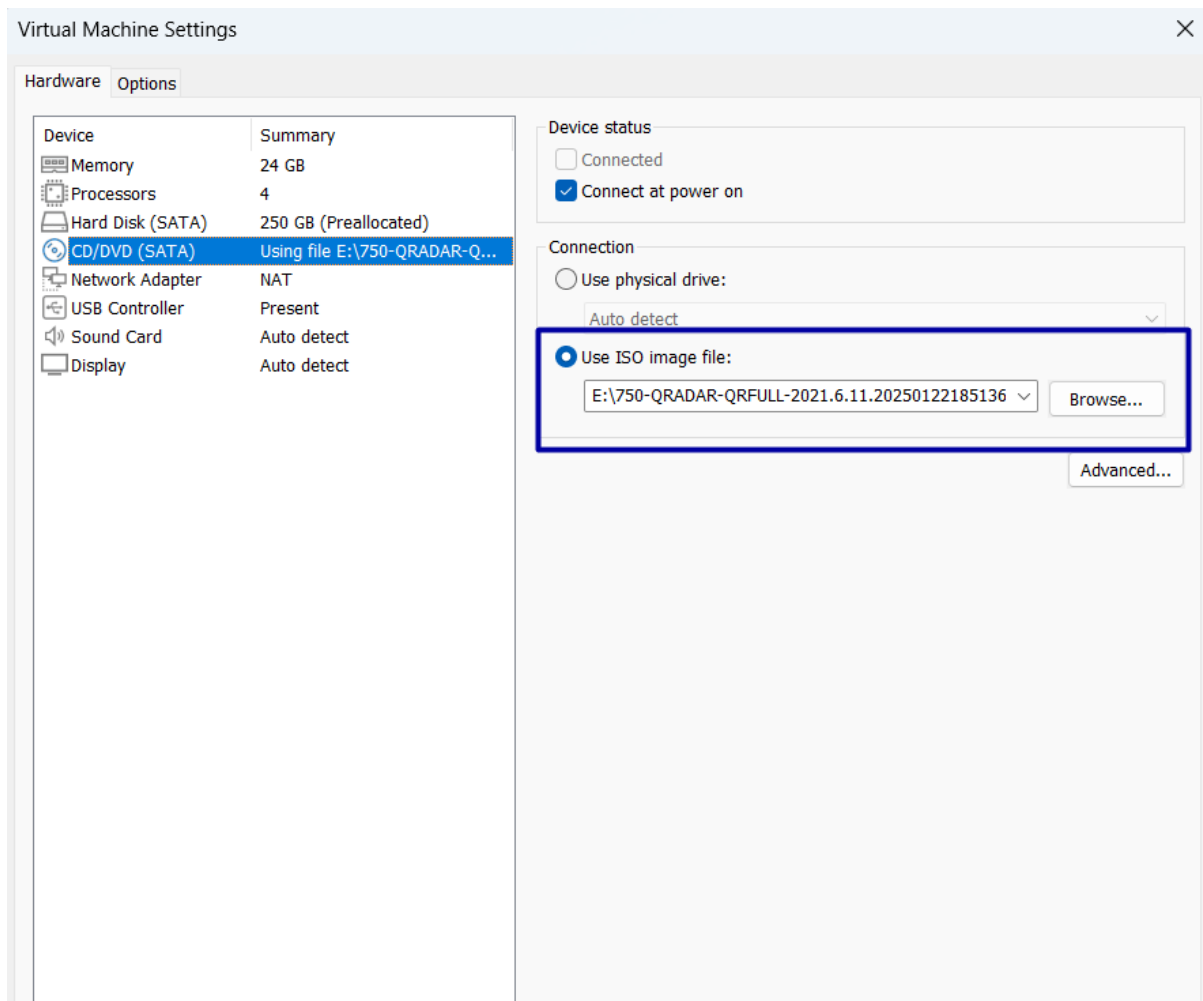 Virtual Machine Settings
Hardware Options
Device Summary
Memory 24 GB
Processors 4
Hard Disk (SATA) 250 GB (Preallocated)
CD/DVD (SATA) Using file E:\750-QRADAR-Q...
Network Adapter NAT
USB Controller Present
Sound Card Auto detect
Display Auto detect
Device status
Connected
Connect at power on
Connection
Use physical drive:
Auto detect
Use ISO image file:
E:\750-QRADAR-QRFULL-2021.6.11.20250122185136 Browse...
Advanced...